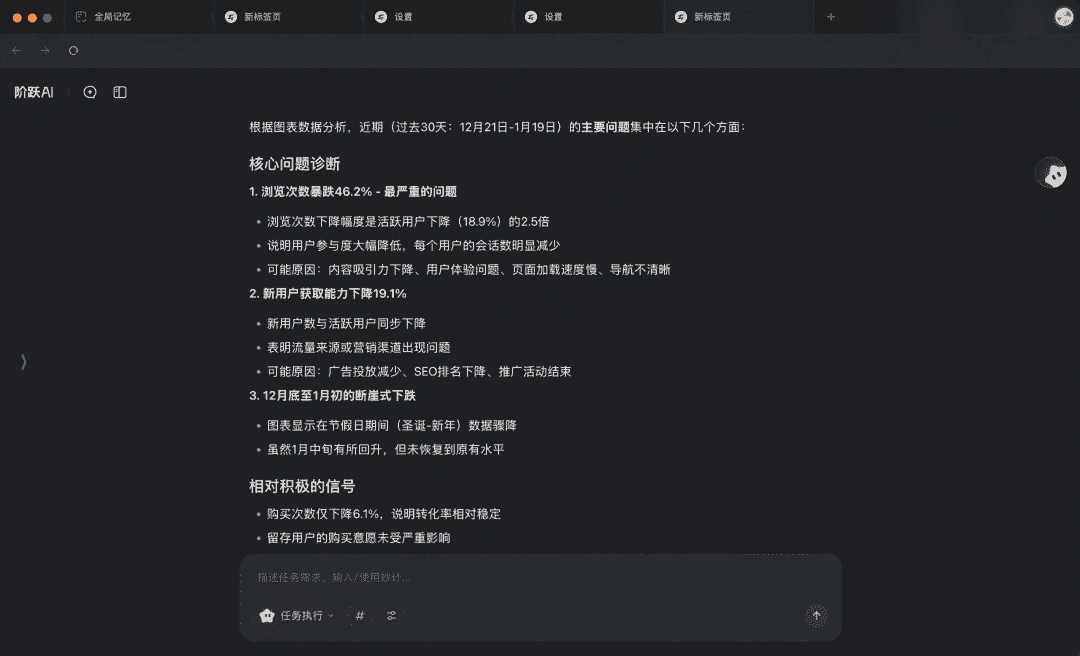 全局记忆
新标签页
设置
设置
新标签页
阶跃AI
根据图表数据分析，近期（过去30天：12月21日-1月19日）的主要问题集中在以下几个方面：
核心问题诊断
1. 浏览次数暴跌46.2% - 最严重的问题
• 浏览次数下降幅度是活跃用户下降（18.9%）的2.5倍
• 说明用户参与度大幅降低，每个用户的会话数明显减少
• 可能原因：内容吸引力下降、用户体验问题、页面加载速度慢、导航不清晰
2. 新用户获取能力下降19.1%
• 新用户数与活跃用户同步下降
• 表明流量来源或营销渠道出现问题
• 可能原因：广告投放减少、SEO排名下降、推广活动结束
3. 12月底至1月初的断崖式下跌
• 图表显示在节假日期间（圣诞-新年）数据骤降
• 虽然1月中旬有所回升，但未恢复到原有水平
相对积极的信号
• 购买次数仅下降6.1%，说明转化率相对稳定
• 留存用户的购买意愿未受严重影响
描述任务需求，输入/使用妙计...
任务执行